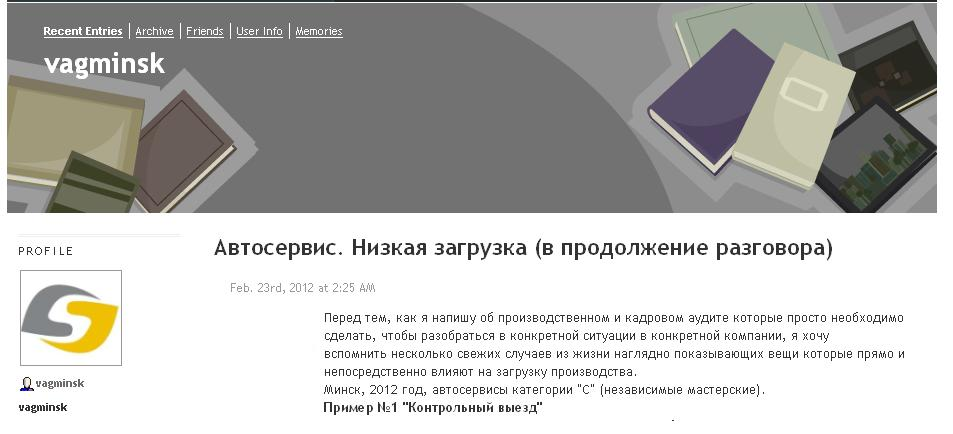 Recent Entries | Archive | Friends | User Info | Memories
vagminsk
PROFILE
vagminsk
vagminsk
Автосервис. Низкая загрузка (в продолжение разговора)
Feb. 23rd, 2012 at 2:25 AM
Перед тем, как я напишу об производственном и кадровом аудите которые просто необходимо
сделать, чтобы разобраться в конкретной ситуации в конкретной компании, я хочу
вспомнить несколько свежих случаев из жизни наглядно показывающих вещи которые прямо и
непосредственно влияют на загрузку производства.
Минск, 2012 год, автосервисы категории "С" (независимые мастерские).
Пример №1 "Контрольный выезд"